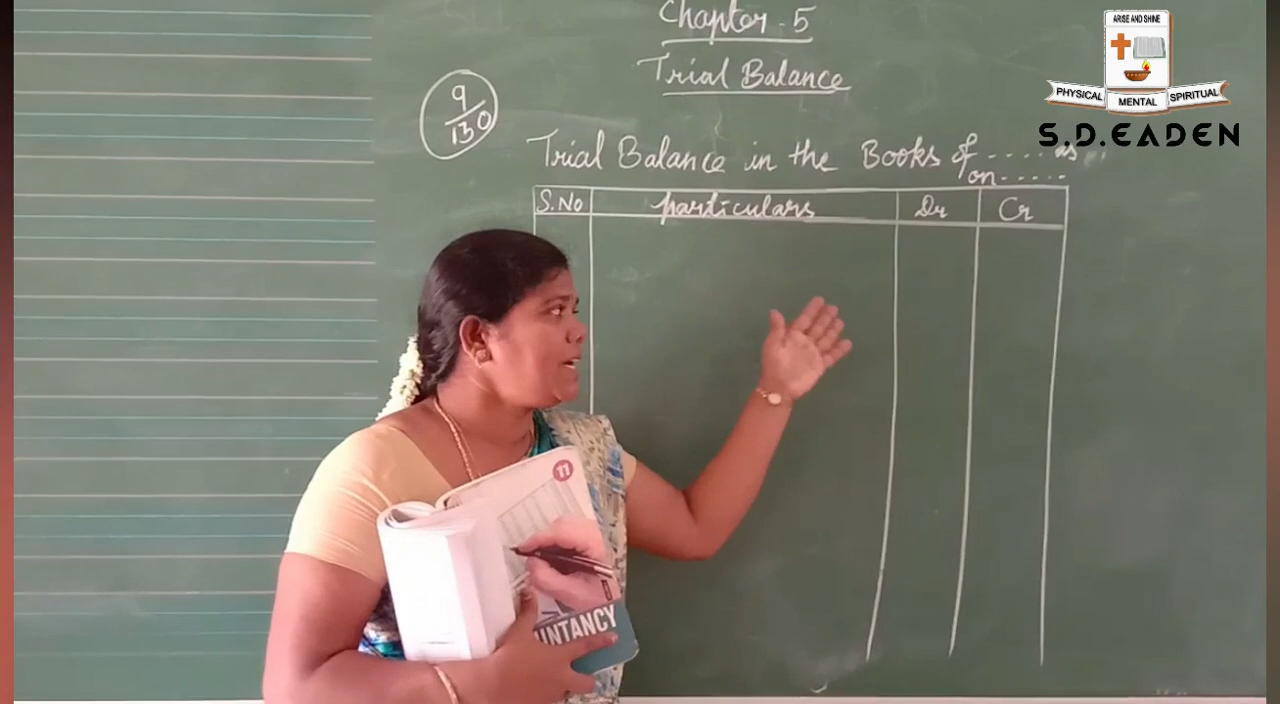 Chapter - 5
Trial Balance
9/130
Trial Balance in the Books of ---- as
on -----
S.No particulars Dr Cr
11
UNTANCY
ARISE AND SHINE
PHYSICAL MENTAL SPIRITUAL
S.D.EADEN